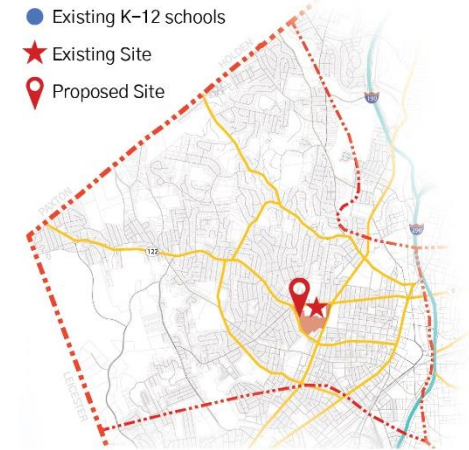 Existing K-12 schools
Existing Site
Proposed Site
HOLDEN
190
PAXTON
290
122
LEICESTER